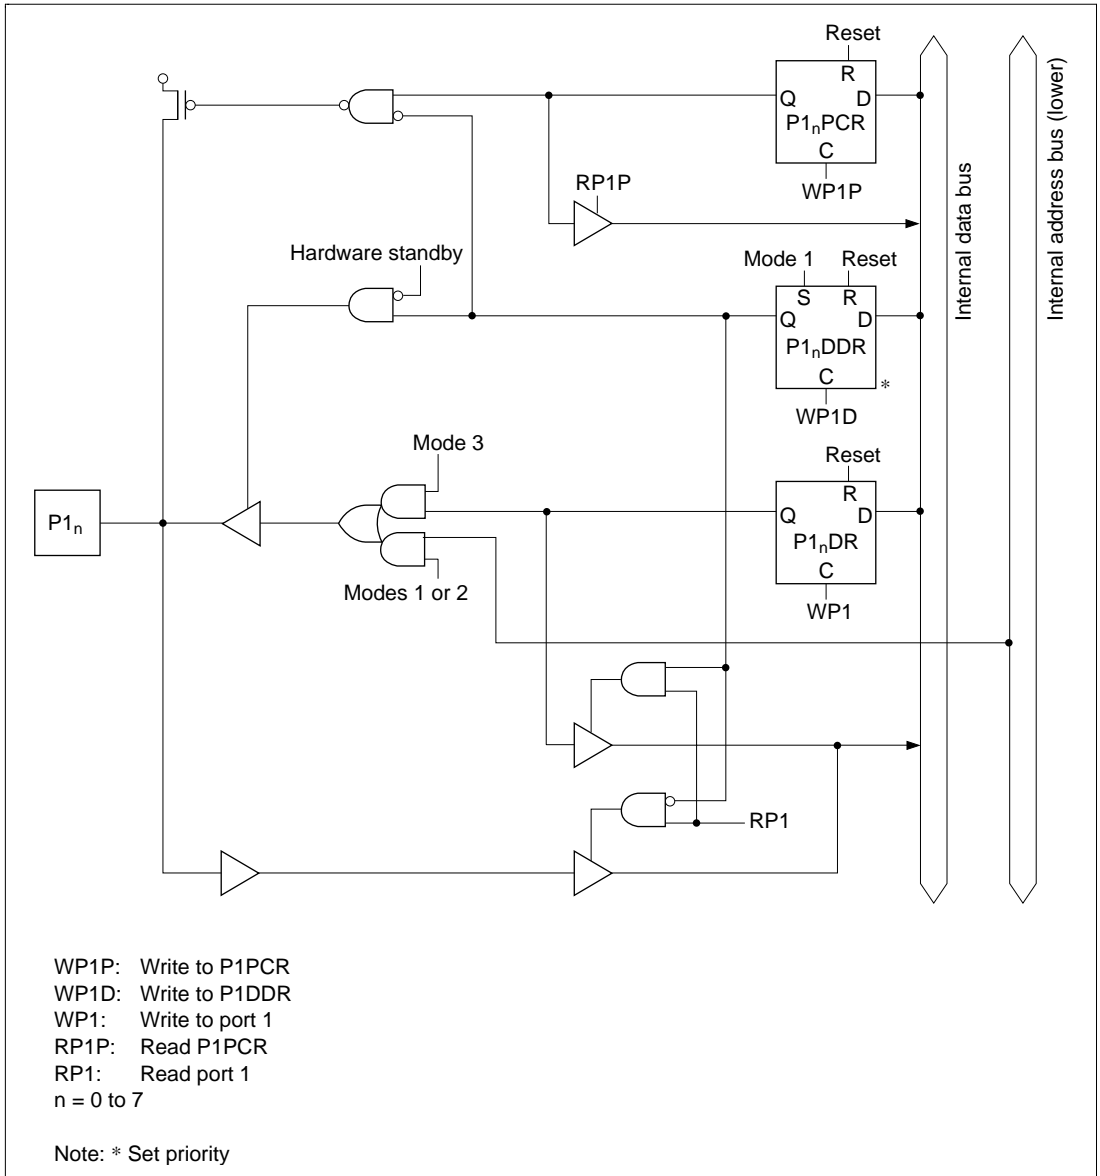 Reset
R
Q D
P1nPCR
C
WP1P
RP1P
Hardware standby
Mode 1 Reset
S R
Q D
P1nDDR
C
*
WP1D
Mode 3
Reset
R
Q D
P1nDR
C
WP1
P1n
Modes 1 or 2
RP1
Internal data bus
Internal address bus (lower)
WP1P: Write to P1PCR
WP1D: Write to P1DDR
WP1: Write to port 1
RP1P: Read P1PCR
RP1: Read port 1
n = 0 to 7
Note: * Set priority